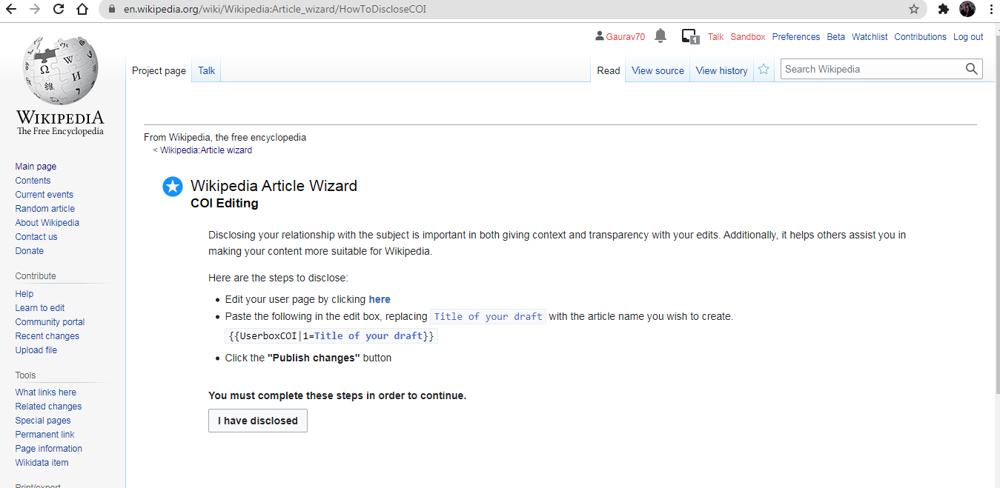 en.wikipedia.org/wiki/Wikipedia:Article_wizard/HowToDiscloseCOI
Gaurav70 1 Talk Sandbox Preferences Beta Watchlist Contributions Log out
Project page Talk Read View source View history Search Wikipedia
WIKIPEDIA
The Free Encyclopedia
From Wikipedia, the free encyclopedia
< Wikipedia:Article wizard
Main page
Contents
Current events
Random article
About Wikipedia
Contact us
Donate
Contribute
Help
Learn to edit
Community portal
Recent changes
Upload file
Tools
What links here
Related changes
Special pages
Permanent link
Page information
Wikidata item
Print/export
Wikipedia Article Wizard
COI Editing
Disclosing your relationship with the subject is important in both giving context and transparency with your edits. Additionally, it helps others assist you in
making your content more suitable for Wikipedia.
Here are the steps to disclose:
• Edit your user page by clicking here
• Paste the following in the edit box, replacing Title of your draft with the article name you wish to create.
{{UserboxCOI|1=Title of your draft}}
• Click the "Publish changes" button
You must complete these steps in order to continue.
I have disclosed